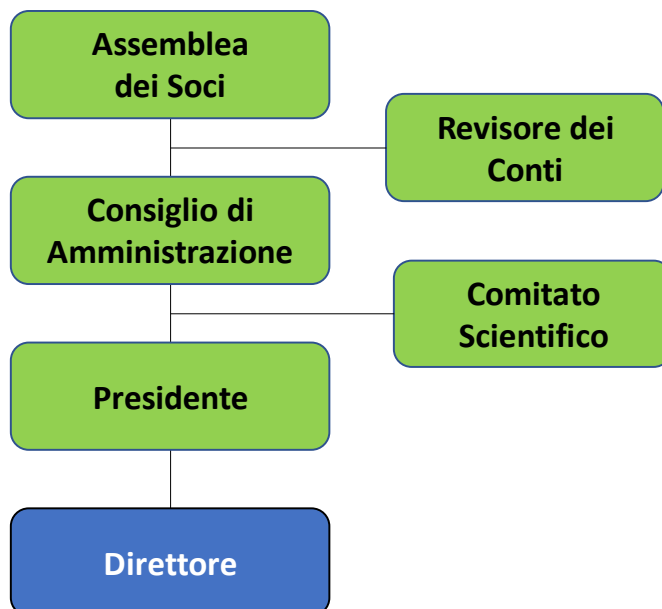 Assemblea
dei Soci
Revisore dei
Conti
Consiglio di
Amministrazione
Comitato
Scientifico
Presidente
Direttore